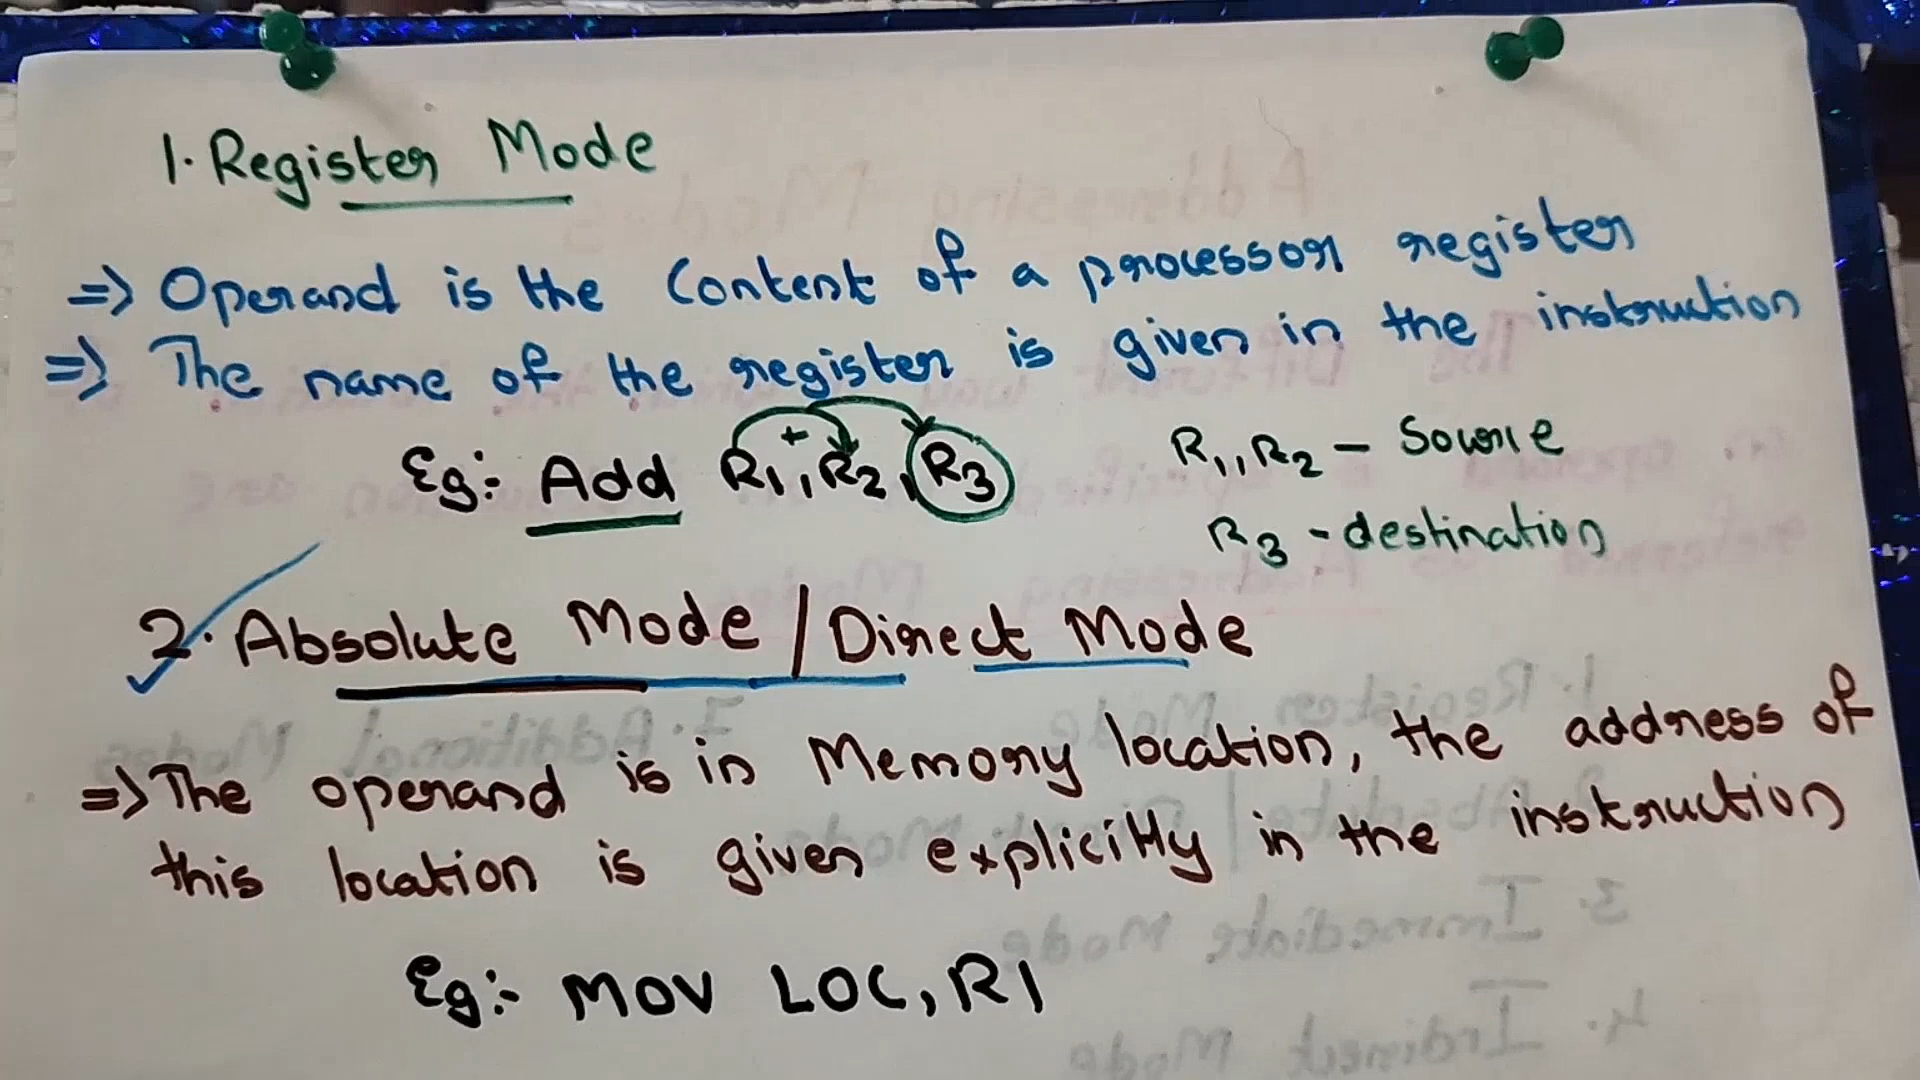 1. Register Mode
=> Operand is the Content of a processor register
=> The name of the register is given in the instruction
Eg:- Add R1, R2, R3
+
R1, R2 - Source
R3 - destination
2. Absolute Mode / Direct Mode
=> The operand is in Memory location, the address of
this location is given explicitly in the instruction
Eg:- MOV LOC, R1